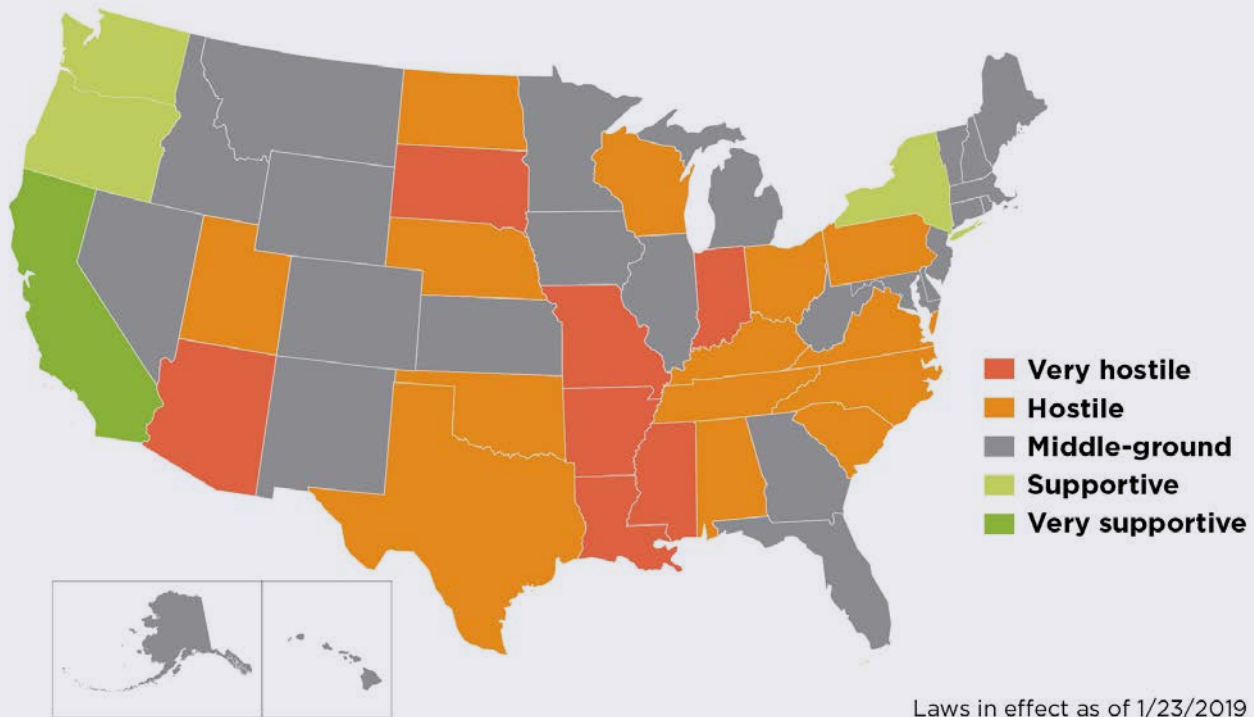 Very hostile
Hostile
Middle-ground
Supportive
Very supportive
Laws in effect as of 1/23/2019